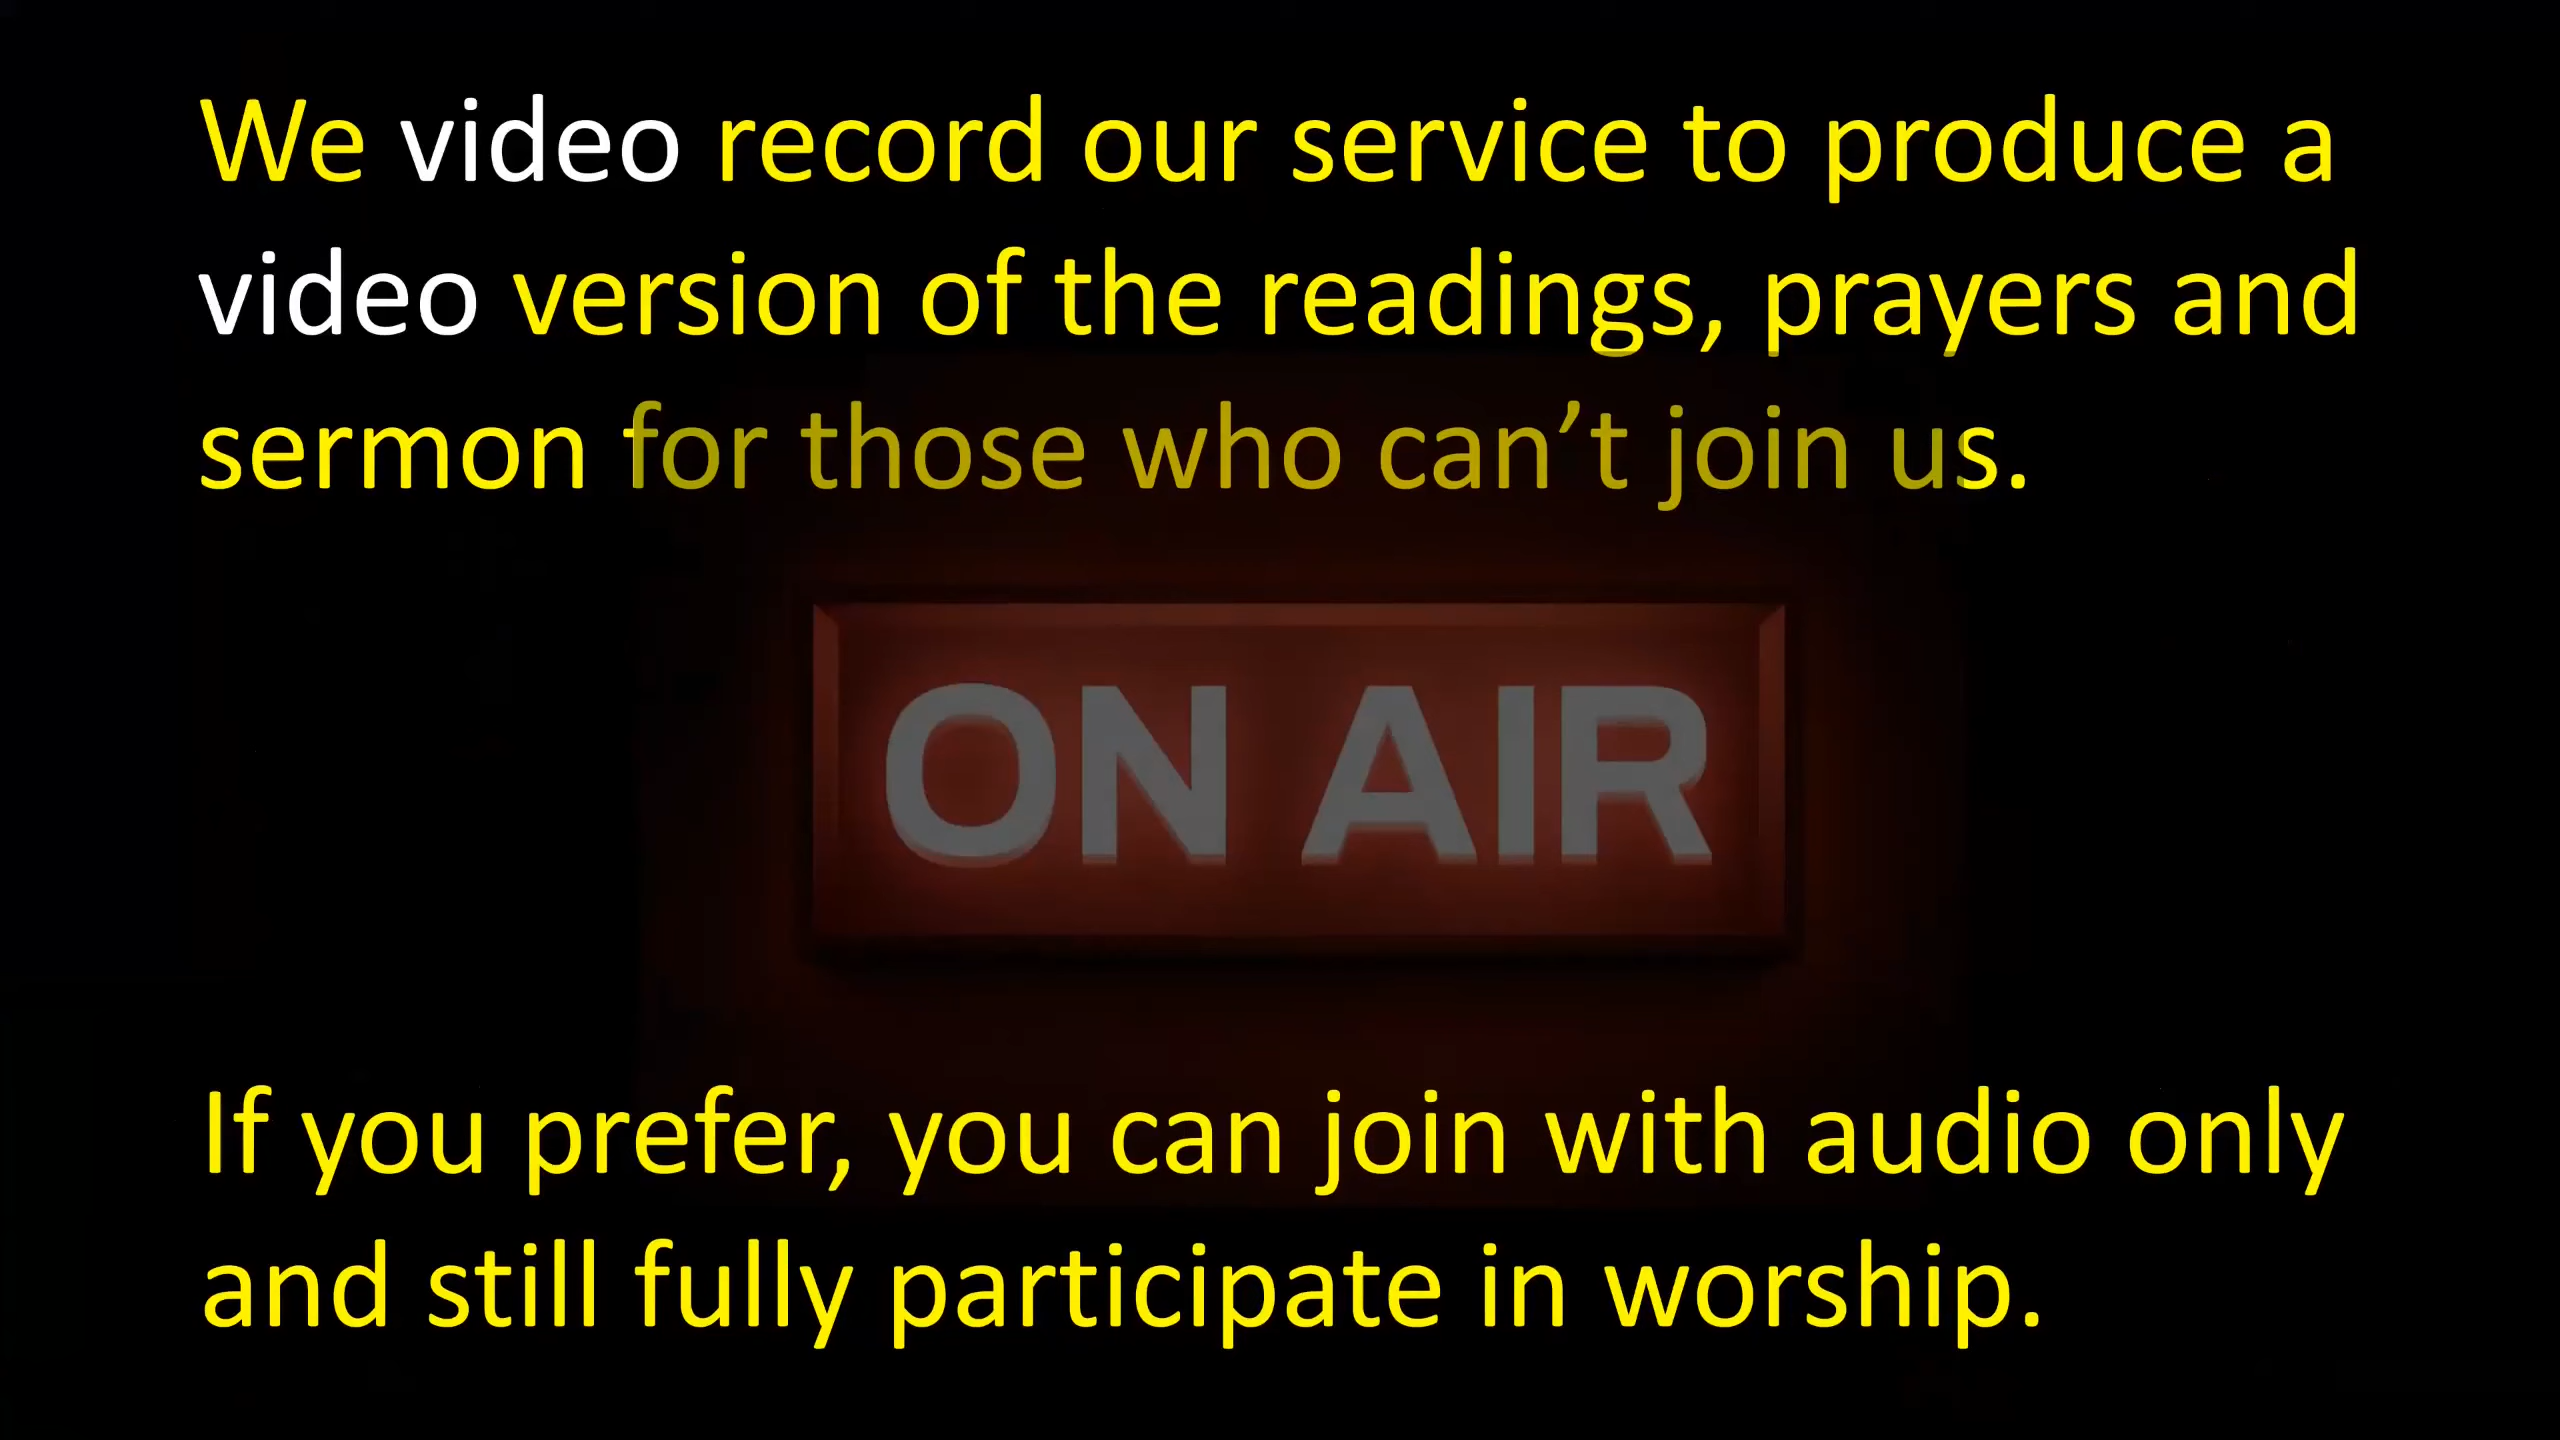 We video record our service to produce a
video version of the readings, prayers and
sermon for those who can’t join us.
ON AIR
If you prefer, you can join with audio only
and still fully participate in worship.